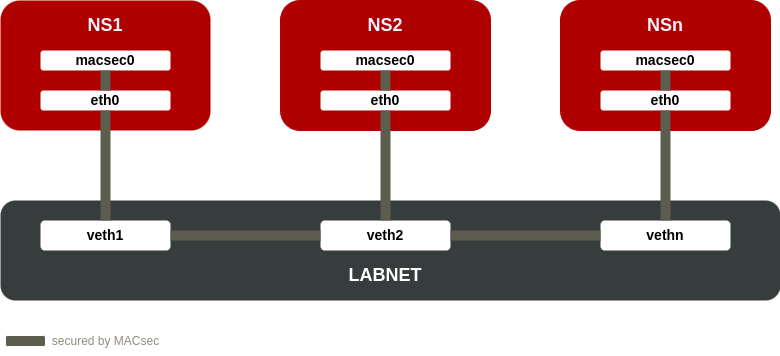 NS1
NS2
NSn
macsec0
macsec0
macsec0
eth0
eth0
eth0
veth1
veth2
vethn
LABNET
secured by MACsec